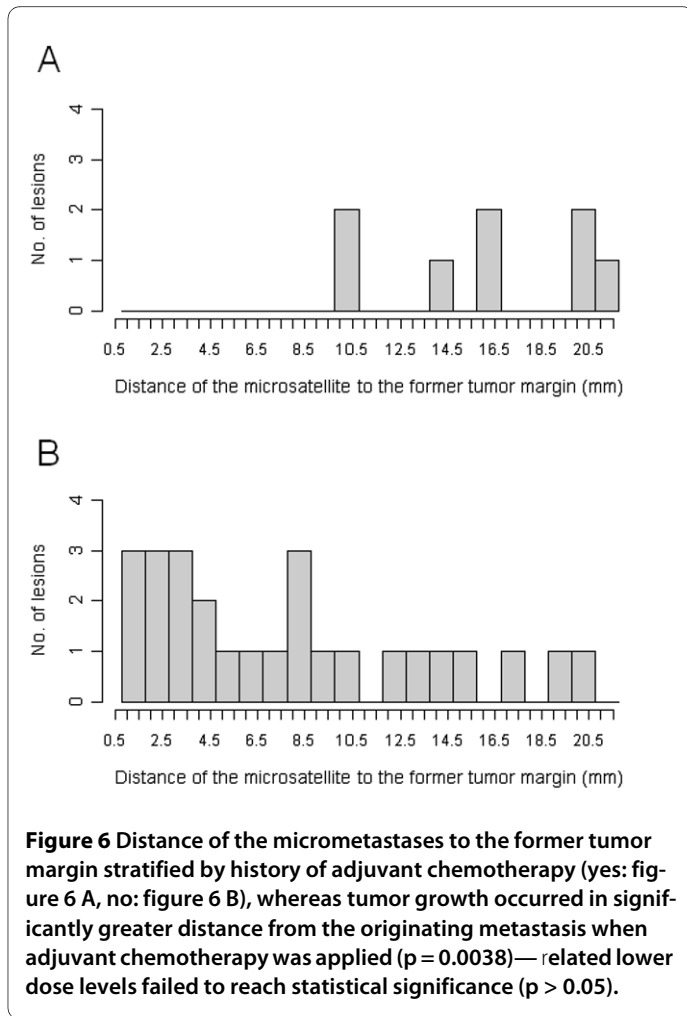 A
4
3
2
1
0
No. of lesions
0.5 2.5 4.5 6.5 8.5 10.5 12.5 14.5 16.5 18.5 20.5
Distance of the microsatellite to the former tumor margin (mm)
B
4
3
2
1
0
No. of lesions
0.5 2.5 4.5 6.5 8.5 10.5 12.5 14.5 16.5 18.5 20.5
Distance of the microsatellite to the former tumor margin (mm)
Figure 6 Distance of the micrometastases to the former tumor
margin stratified by history of adjuvant chemotherapy (yes: fig-
ure 6 A, no: figure 6 B), whereas tumor growth occurred in signif-
icantly greater distance from the originating metastasis when
adjuvant chemotherapy was applied (p = 0.0038)— related lower
dose levels failed to reach statistical significance (p > 0.05).